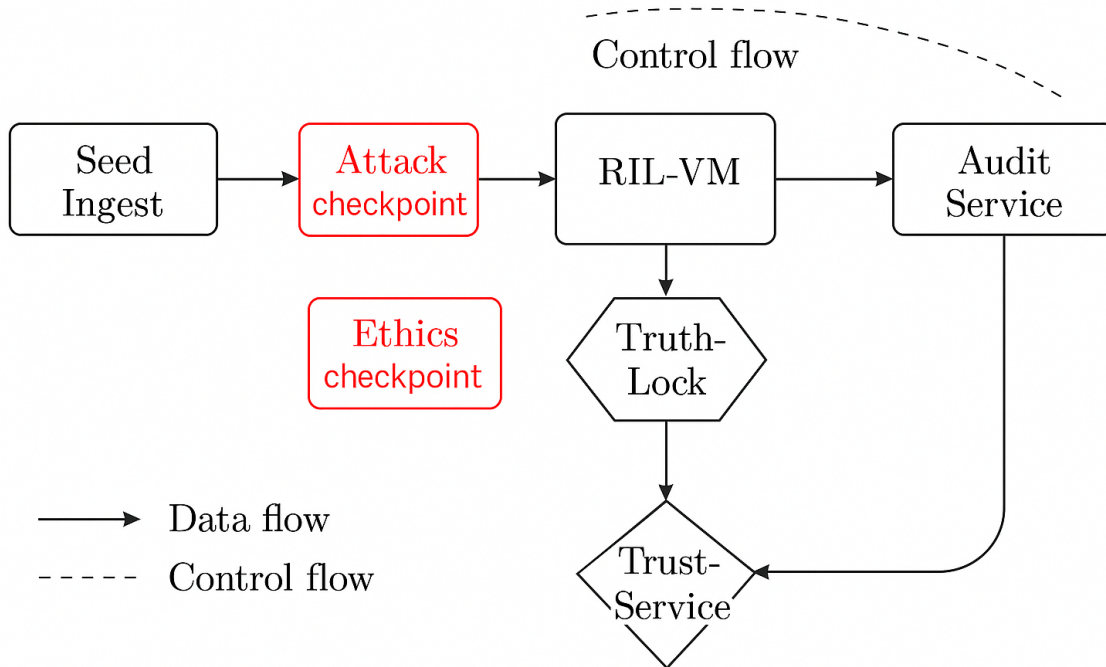 Control flow
Seed
Ingest
Attack
checkpoint
RIL-VM
Audit
Service
Ethics
checkpoint
Truth-
Lock
Data flow
Control flow
Trust-
Service